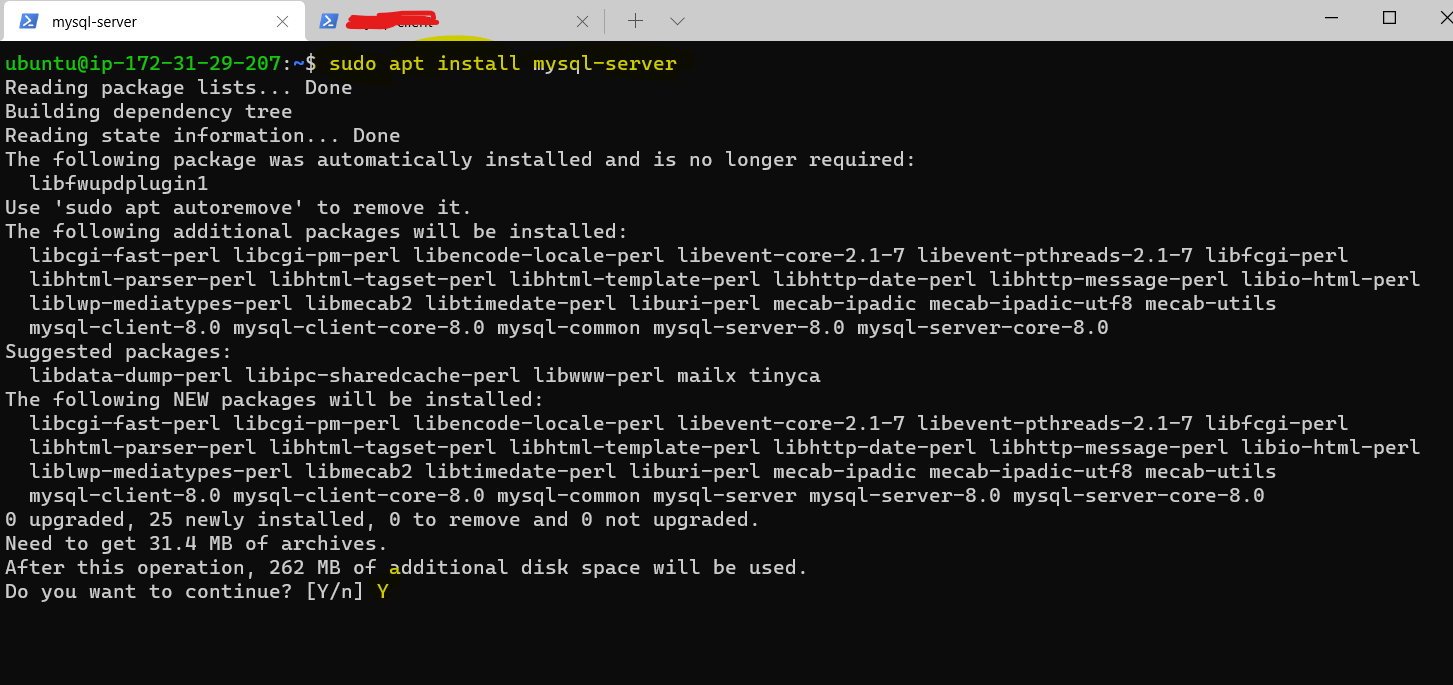 mysql-server
ubuntu@ip-172-31-29-207:~$ sudo apt install mysql-server
Reading package lists... Done
Building dependency tree
Reading state information... Done
The following package was automatically installed and is no longer required:
  libfwupdplugin1
Use 'sudo apt autoremove' to remove it.
The following additional packages will be installed:
  libcgi-fast-perl libcgi-pm-perl libencode-locale-perl libevent-core-2.1-7 libevent-pthreads-2.1-7 libfcgi-perl
  libhtml-parser-perl libhtml-tagset-perl libhtml-template-perl libhttp-date-perl libhttp-message-perl libio-html-perl
  liblwp-mediatypes-perl libmecab2 libtimedate-perl liburi-perl mecab-ipadic mecab-ipadic-utf8 mecab-utils
  mysql-client-8.0 mysql-client-core-8.0 mysql-common mysql-server-8.0 mysql-server-core-8.0
Suggested packages:
  libdata-dump-perl libipc-sharedcache-perl libwww-perl mailx tinyca
The following NEW packages will be installed:
  libcgi-fast-perl libcgi-pm-perl libencode-locale-perl libevent-core-2.1-7 libevent-pthreads-2.1-7 libfcgi-perl
  libhtml-parser-perl libhtml-tagset-perl libhtml-template-perl libhttp-date-perl libhttp-message-perl libio-html-perl
  liblwp-mediatypes-perl libmecab2 libtimedate-perl liburi-perl mecab-ipadic mecab-ipadic-utf8 mecab-utils
  mysql-client-8.0 mysql-client-core-8.0 mysql-common mysql-server mysql-server-8.0 mysql-server-core-8.0
0 upgraded, 25 newly installed, 0 to remove and 0 not upgraded.
Need to get 31.4 MB of archives.
After this operation, 262 MB of additional disk space will be used.
Do you want to continue? [Y/n] Y